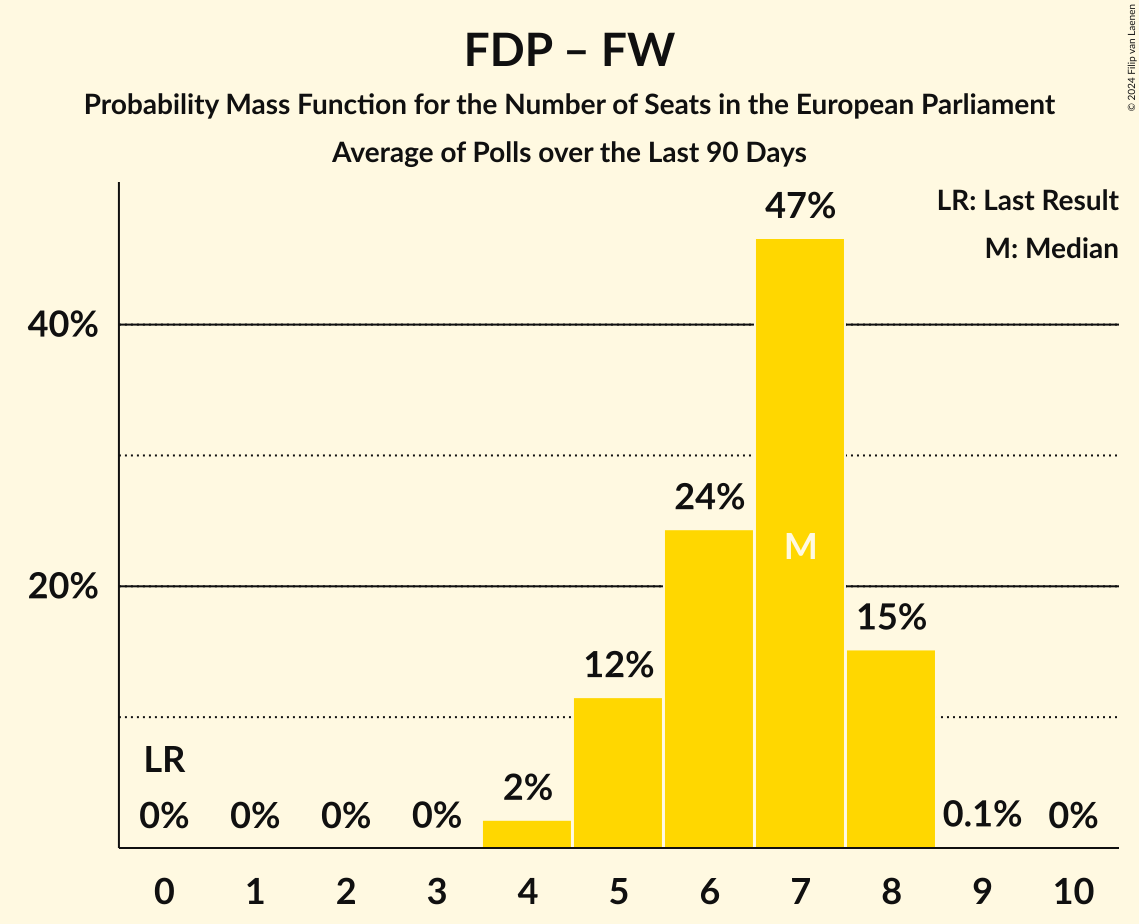 FDP – FW
Probability Mass Function for the Number of Seats in the European Parliament
Average of Polls over the Last 90 Days
© 2024 Filip van Laenen
LR: Last Result
M: Median
40%
20%
LR
0%
0%
0%
0%
2%
12%
24%
47%
M
15%
0.1%
0%
0 1 2 3 4 5 6 7 8 9 10